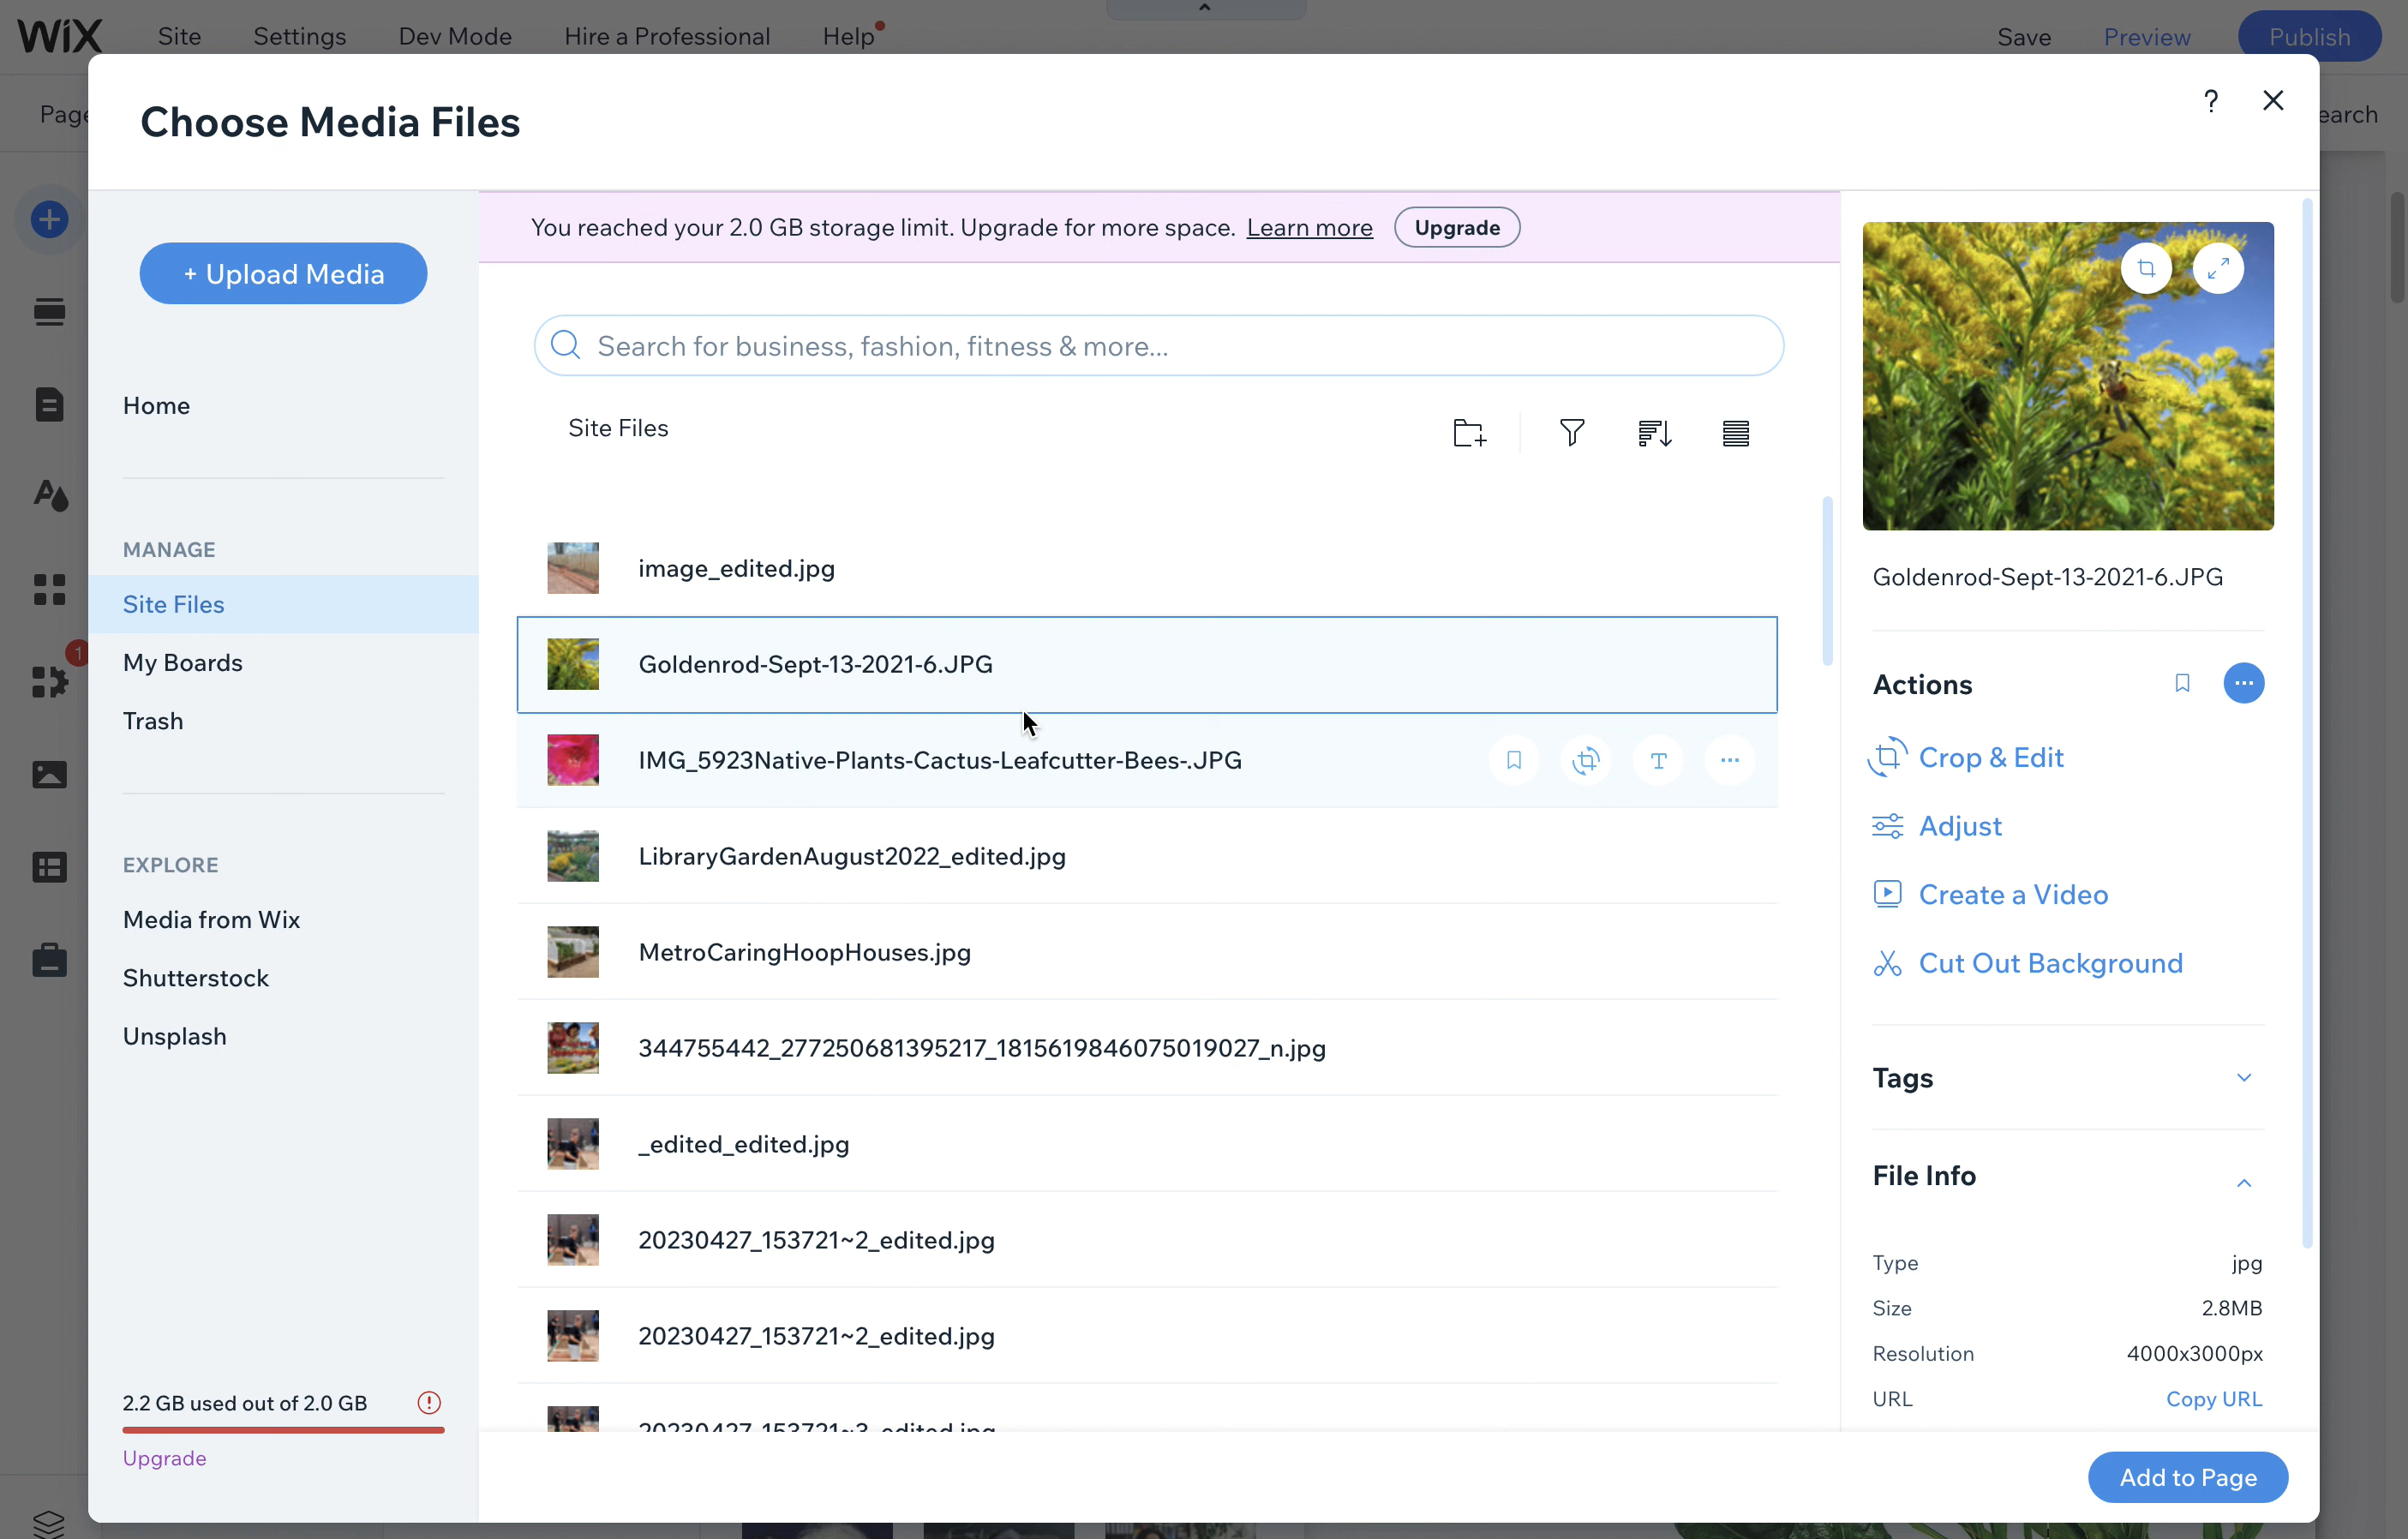 WiX Site Settings Dev Mode Hire a Professional Help Save Preview Publish
Page
earch
Choose Media Files
?
+ Upload Media
Home
MANAGE
Site Files
My Boards
Trash
EXPLORE
Media from Wix
Shutterstock
Unsplash
2.2 GB used out of 2.0 GB
Upgrade
1
You reached your 2.0 GB storage limit. Upgrade for more space. Learn more Upgrade
Search for business, fashion, fitness & more...
Site Files
image_edited.jpg
Goldenrod-Sept-13-2021-6.JPG
IMG_5923Native-Plants-Cactus-Leafcutter-Bees-.JPG T
LibraryGardenAugust2022_edited.jpg
MetroCaringHoopHouses.jpg
344755442_277250681395217_1815619846075019027_n.jpg
_edited_edited.jpg
20230427_153721~2_edited.jpg
20230427_153721~2_edited.jpg
20230427_153721~3_edited.jpg
Goldenrod-Sept-13-2021-6.JPG
Actions
Crop & Edit
Adjust
Create a Video
Cut Out Background
Tags
File Info
Type jpg
Size 2.8MB
Resolution 4000x3000px
URL Copy URL
Add to Page